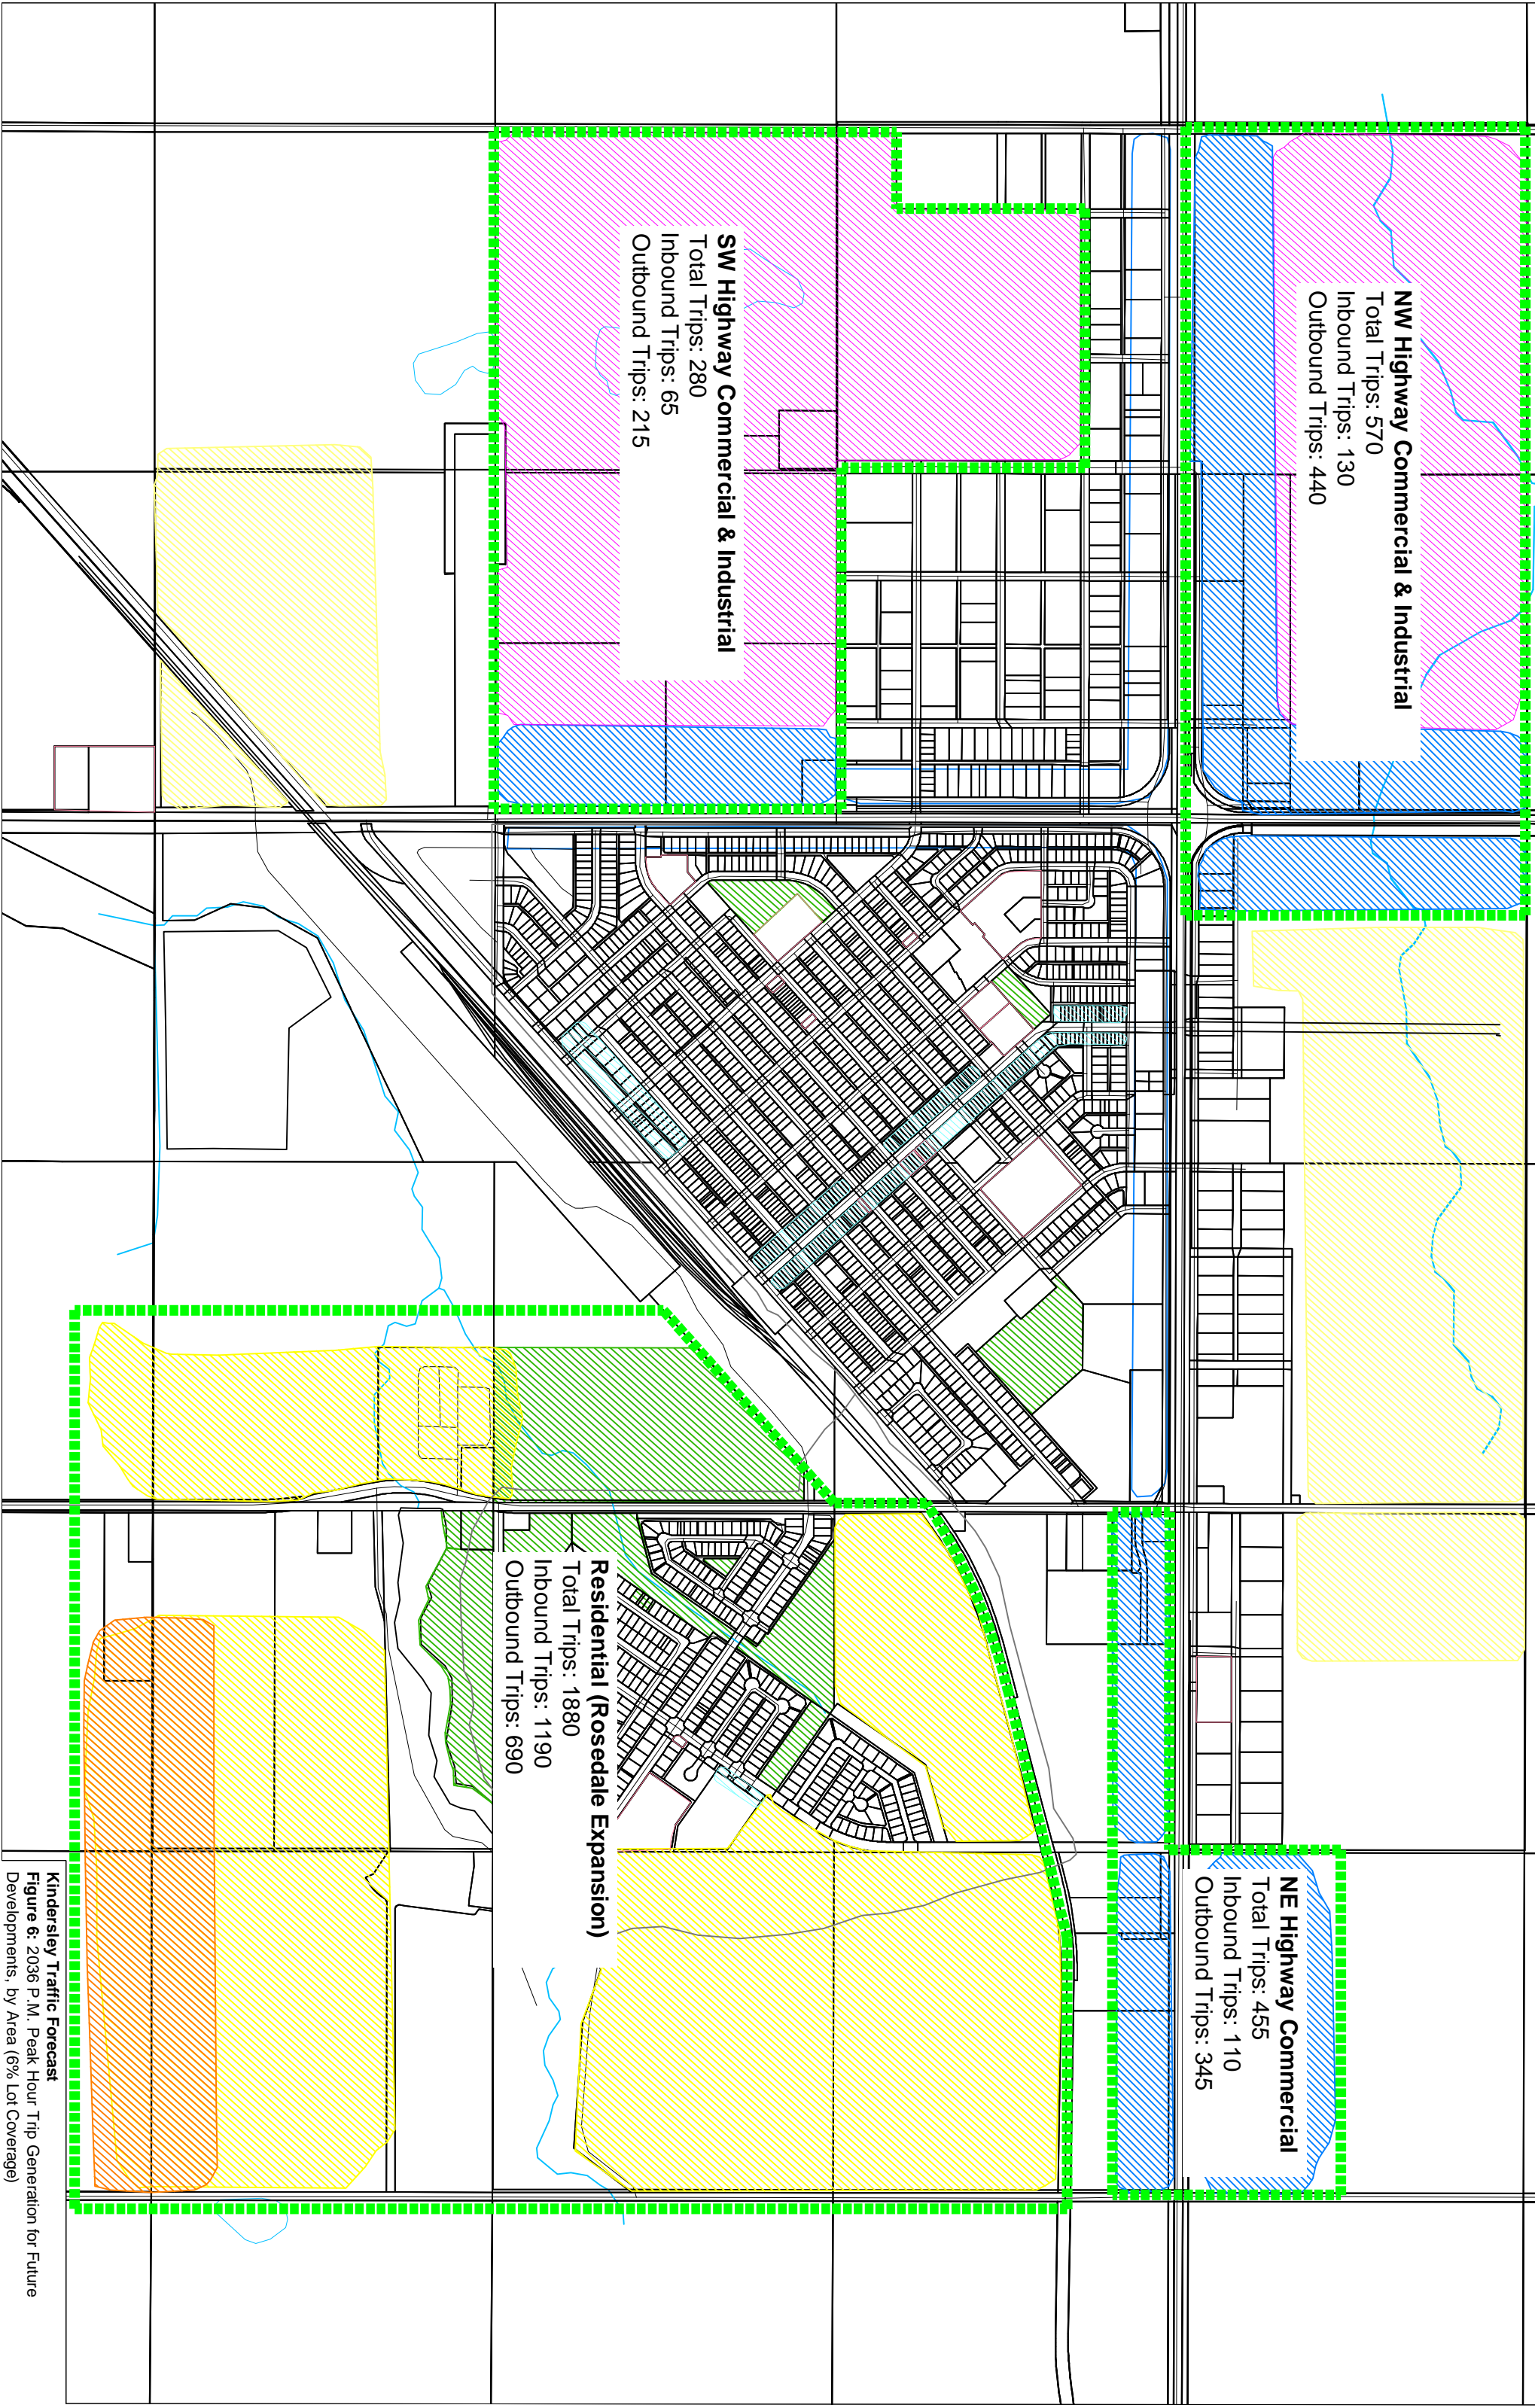 NW Highway Commercial & Industrial
Total Trips: 570
Inbound Trips: 130
Outbound Trips: 440
SW Highway Commercial & Industrial
Total Trips: 280
Inbound Trips: 65
Outbound Trips: 215
NE Highway Commercial
Total Trips: 455
Inbound Trips: 110
Outbound Trips: 345
Residential (Rosedale Expansion)
Total Trips: 1880
Inbound Trips: 1190
Outbound Trips: 690
Kindersley Traffic Forecast
Figure 6: 2036 P.M. Peak Hour Trip Generation for Future
Developments, by Area (6% Lot Coverage)